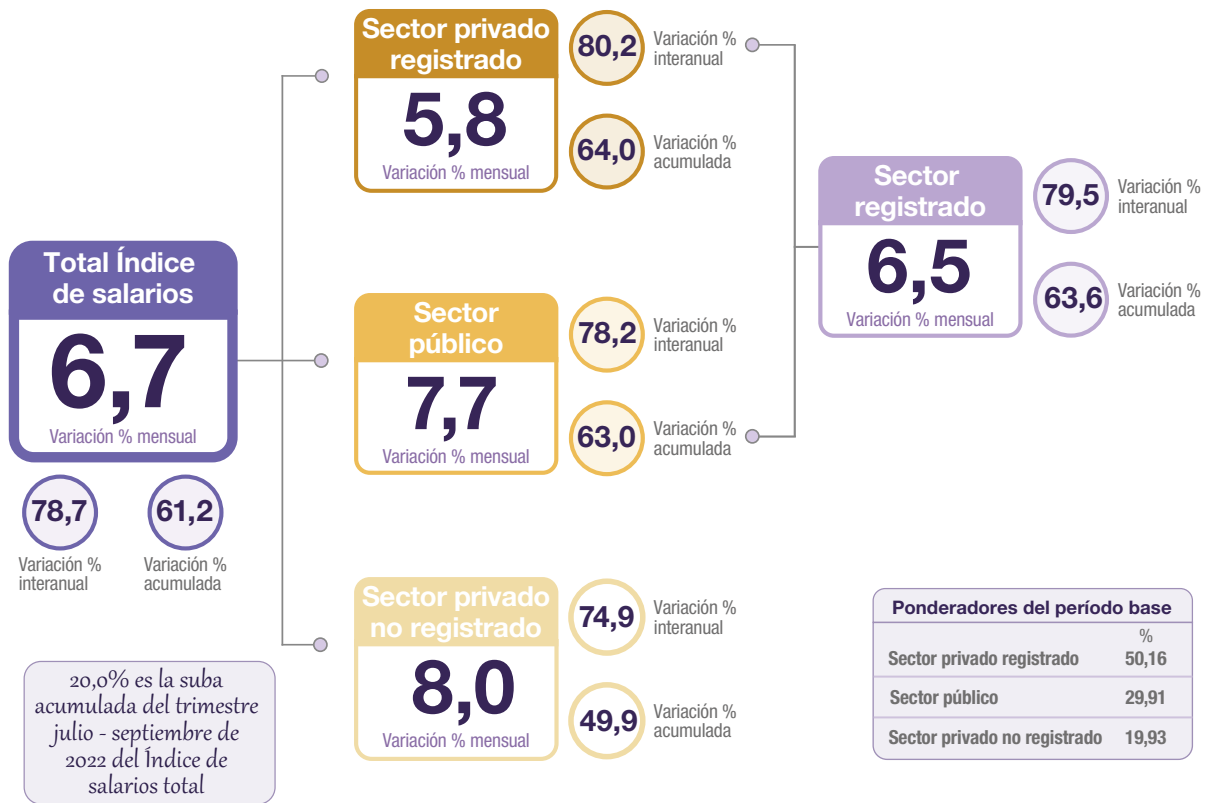 Sector privado
registrado
5,8
Variación % mensual
80,2
Variación %
interanual
64,0
Variación %
acumulada
Sector
registrado
6,5
Variación % mensual
79,5
Variación %
interanual
63,6
Variación %
acumulada
Total Índice
de salarios
6,7
Variación % mensual
78,7
Variación %
interanual
61,2
Variación %
acumulada
Sector
público
7,7
Variación % mensual
78,2
Variación %
interanual
63,0
Variación %
acumulada
Sector privado
no registrado
8,0
Variación % mensual
74,9
Variación %
interanual
49,9
Variación %
acumulada
20,0% es la suba
acumulada del trimestre
julio - septiembre de
2022 del Índice de
salarios total
Ponderadores del período base
%
Sector privado registrado 50,16
Sector público 29,91
Sector privado no registrado 19,93